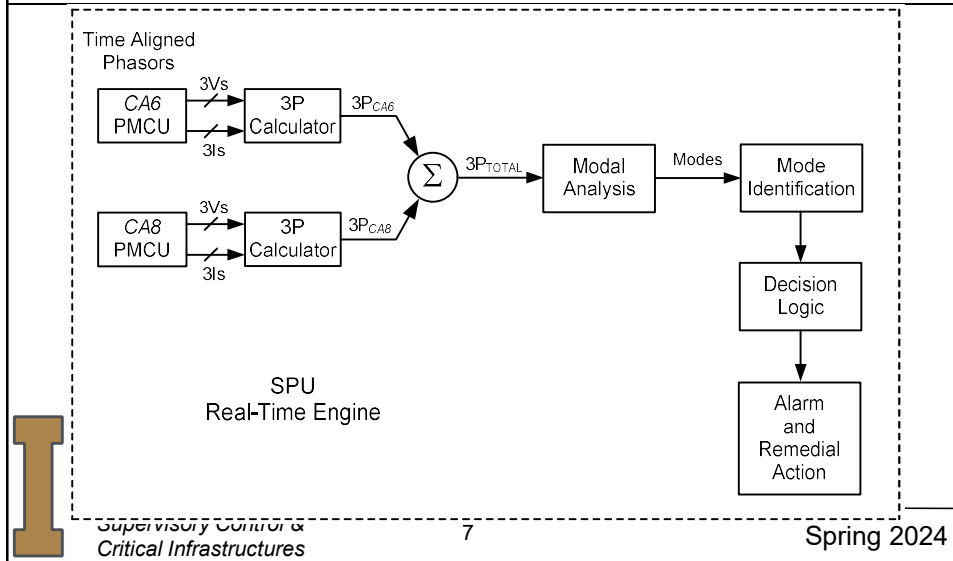 Time Aligned
Phasors
CA6
PMCU
3Vs
3Is
3P
Calculator
3P_CA6
CA8
PMCU
3Vs
3Is
3P
Calculator
3P_CA8
Σ
3P_TOTAL
Modal
Analysis
Modes
Mode
Identification
Decision
Logic
Alarm
and
Remedial
Action
SPU
Real-Time Engine
Supervisory Control &
Critical Infrastructures
7
Spring 2024